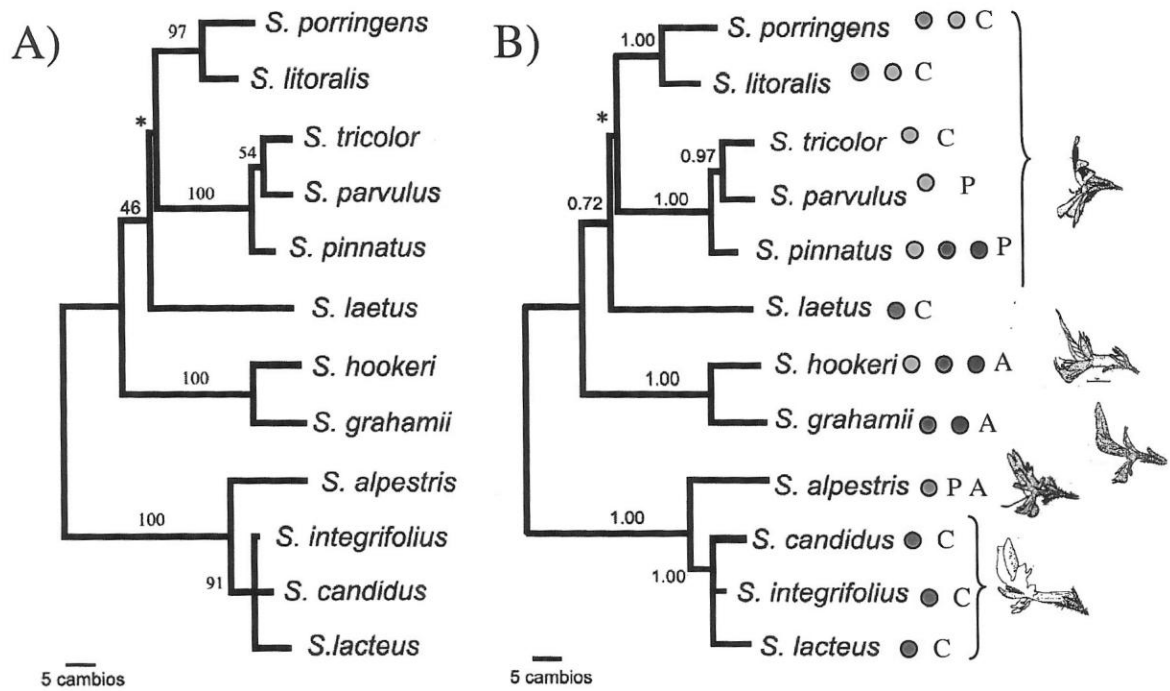 A)
97
S. porringens
S. litoralis
*
54
S. tricolor
S. parvulus
100
46
S. pinnatus
S. laetus
S. hookeri
100
S. grahamii
S. alpestris
100
S. integrifolius
91
S. candidus
S.lacteus
5 cambios
B)
1.00
S. porringens C
S. litoralis C
*
0.97
S. tricolor C
S. parvulus P
1.00
0.72
S. pinnatus P
S. laetus C
S. hookeri A
1.00
S. grahamii A
S. alpestris P A
1.00
S. candidus C
1.00
S. integrifolius C
S. lacteus C
5 cambios